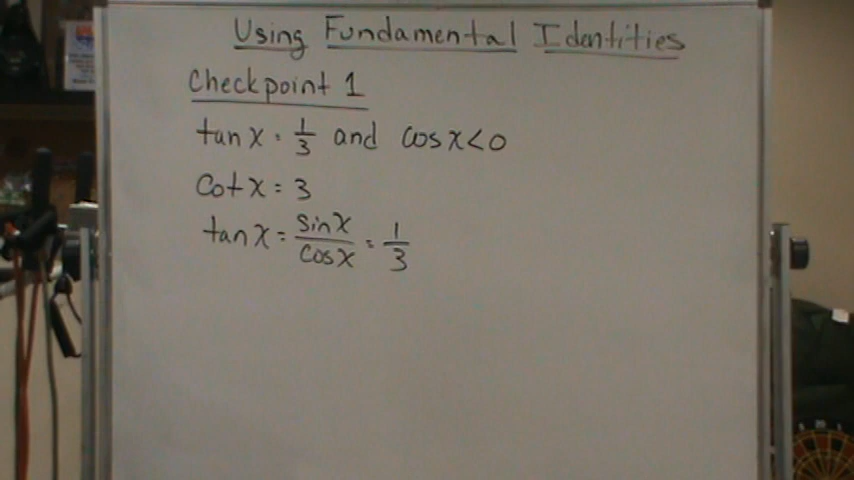 Using Fundamental Identities
Checkpoint 1
tan x = 1/3 and cos x < 0
cot x = 3
tan x = sin x / cos x = 1/3